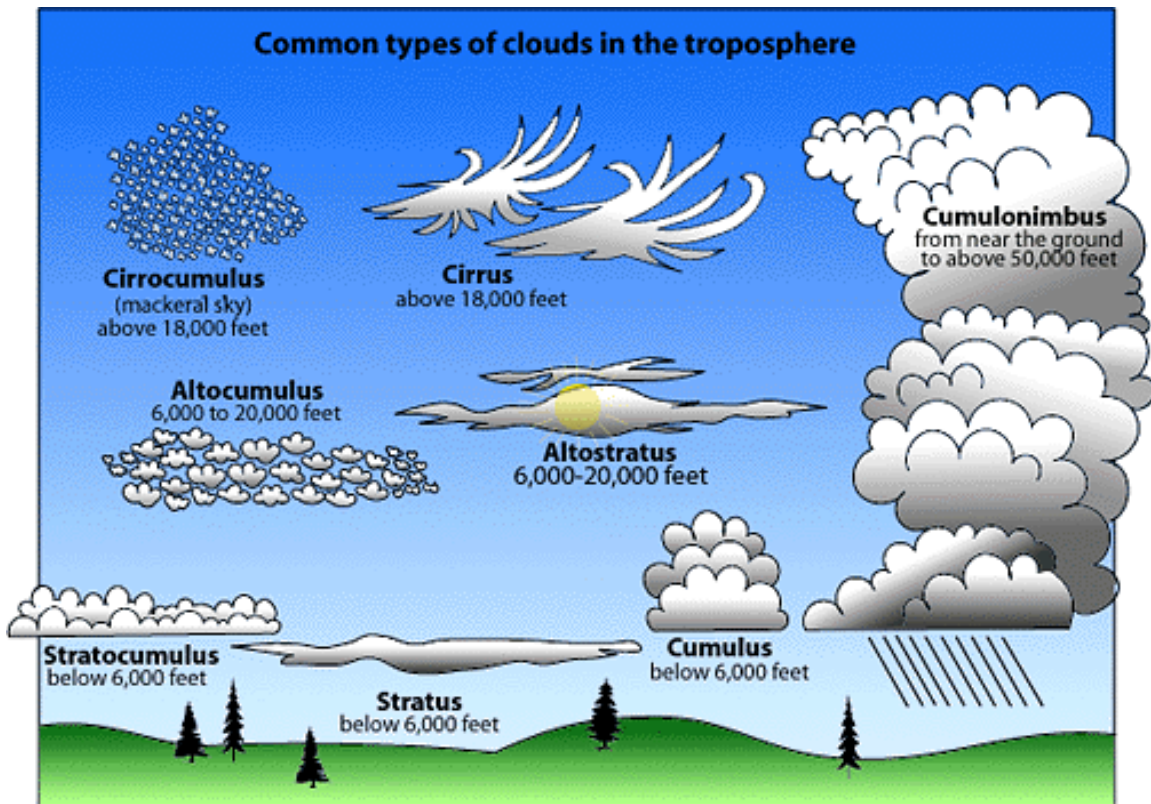 Common types of clouds in the troposphere
Cirrocumulus
(mackeral sky)
above 18,000 feet
Cirrus
above 18,000 feet
Cumulonimbus
from near the ground
to above 50,000 feet
Altocumulus
6,000 to 20,000 feet
Altostratus
6,000-20,000 feet
Stratocumulus
below 6,000 feet
Stratus
below 6,000 feet
Cumulus
below 6,000 feet